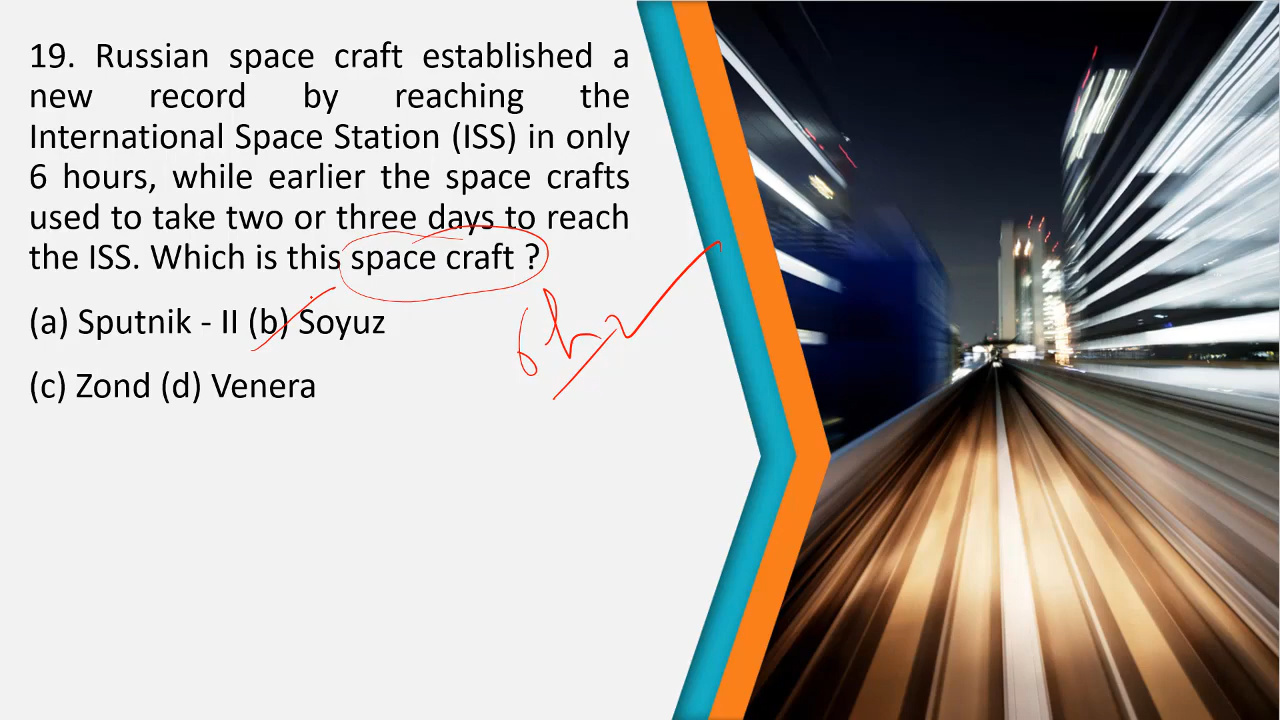 19. Russian space craft established a
new record by reaching the
International Space Station (ISS) in only
6 hours, while earlier the space crafts
used to take two or three days to reach
the ISS. Which is this space craft ?
(a) Sputnik - II (b) Soyuz
6hr
(c) Zond (d) Venera